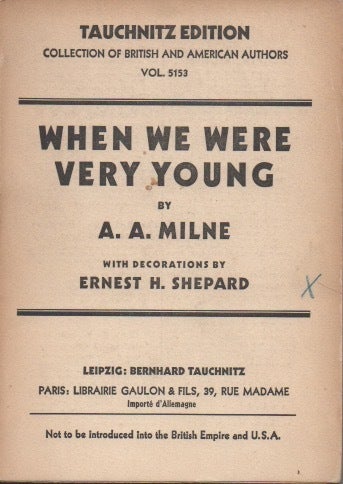 TAUCHNITZ EDITION
COLLECTION OF BRITISH AND AMERICAN AUTHORS
VOL. 5153
WHEN WE WERE
VERY YOUNG
BY
A. A. MILNE
WITH DECORATIONS BY
ERNEST H. SHEPARD
X
LEIPZIG: BERNHARD TAUCHNITZ
PARIS: LIBRAIRIE GAULON & FILS, 39, RUE MADAME
Importé d'Allemagne
Not to be introduced into the British Empire and U.S.A.